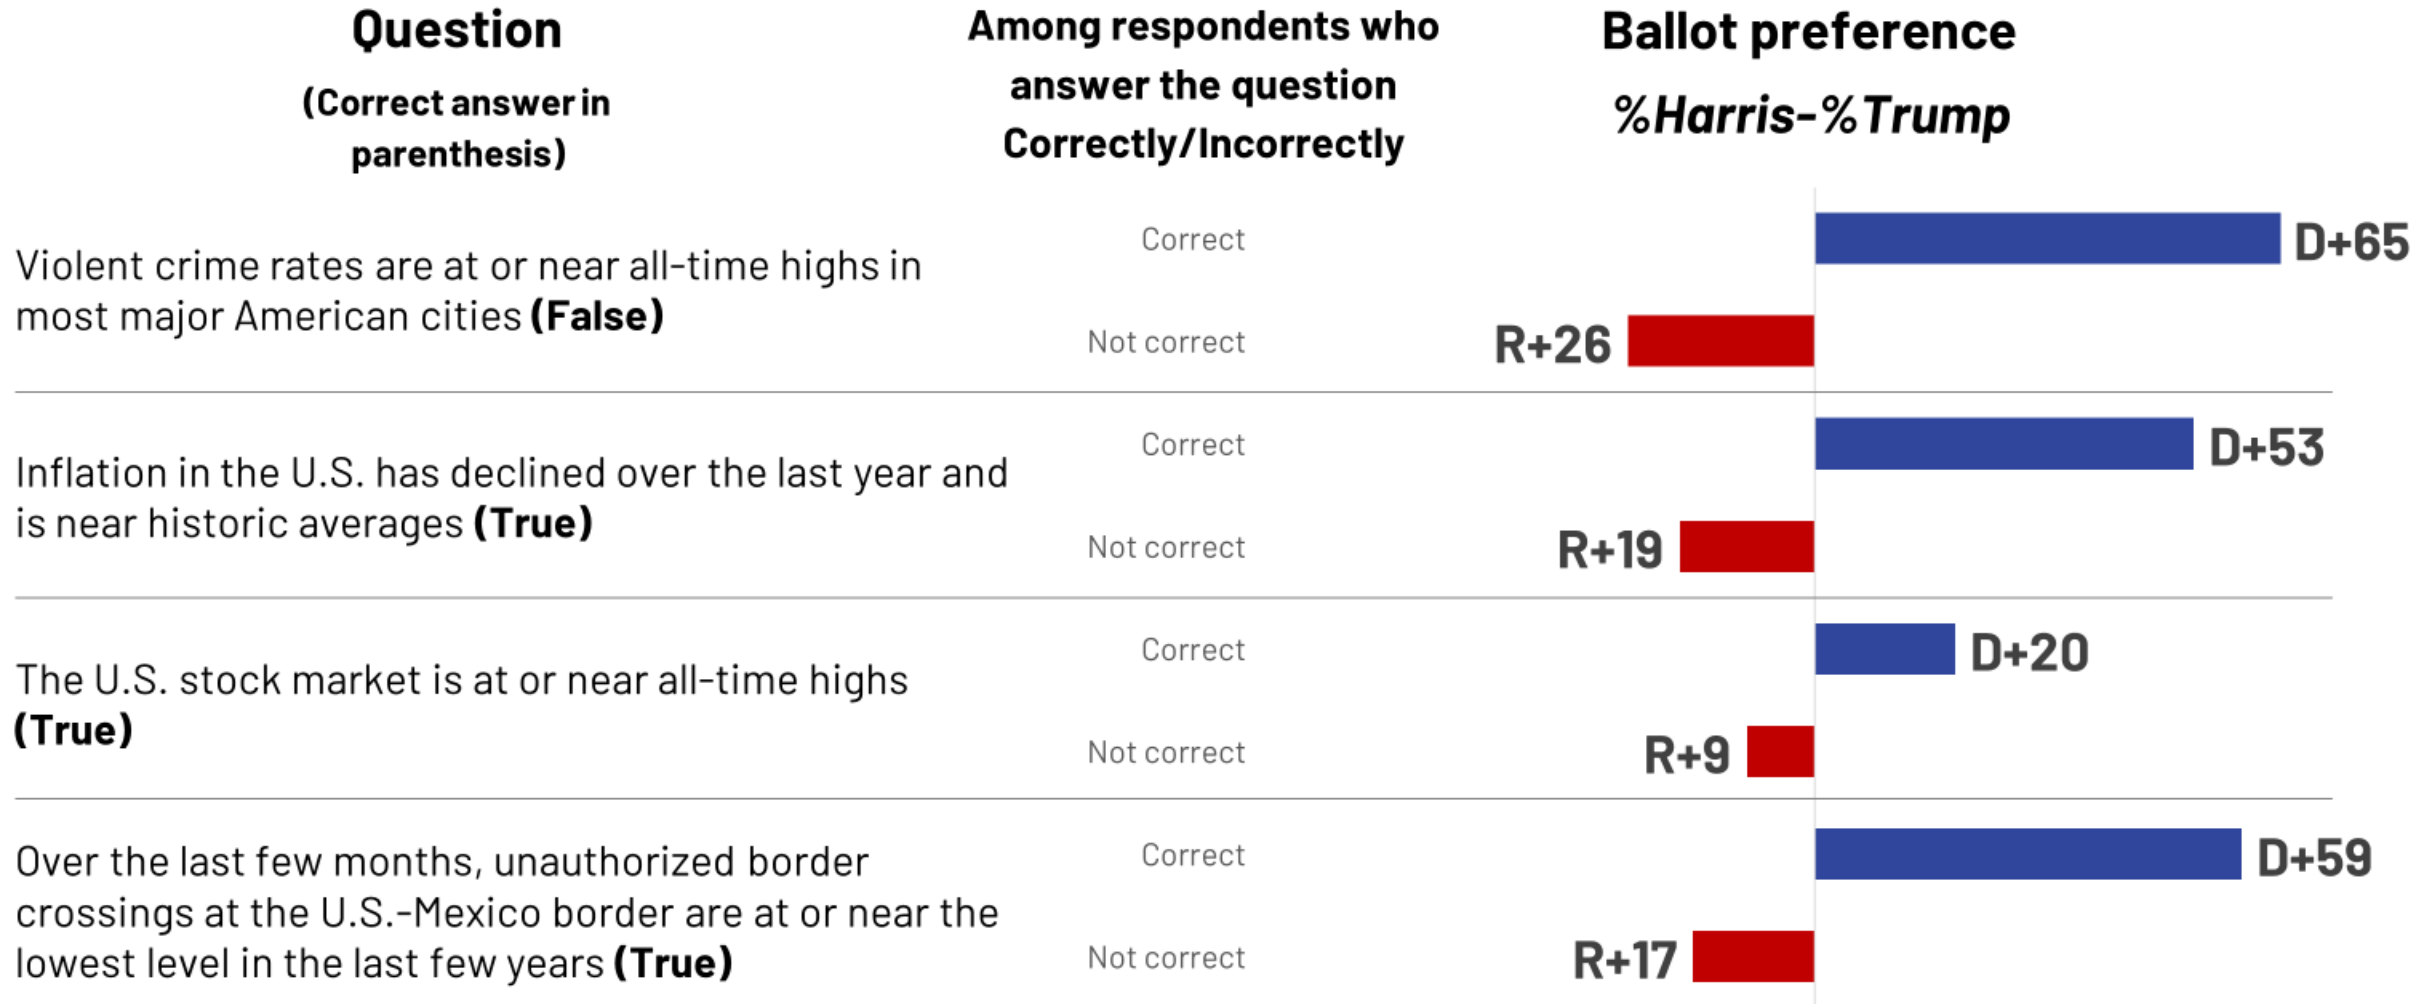 Question
(Correct answer in
parenthesis)
Among respondents who
answer the question
Correctly/Incorrectly
Ballot preference
%Harris-%Trump
Violent crime rates are at or near all-time highs in
most major American cities (False)
Correct
D+65
Not correct
R+26
Inflation in the U.S. has declined over the last year and
is near historic averages (True)
Correct
D+53
Not correct
R+19
The U.S. stock market is at or near all-time highs
(True)
Correct
D+20
Not correct
R+9
Over the last few months, unauthorized border
crossings at the U.S.-Mexico border are at or near the
lowest level in the last few years (True)
Correct
D+59
Not correct
R+17